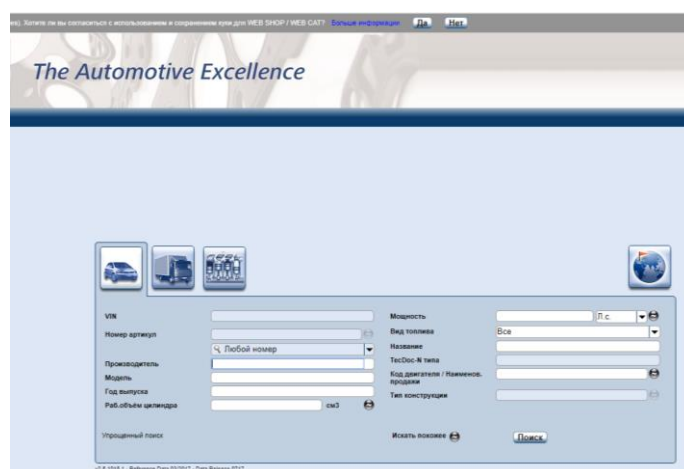 Хотите ли вы согласиться с использованием и сохранением куки для WEB SHOP / WEB CAT? Больше информации Да Нет
The Automotive Excellence
VIN
Номер артикул
Любой номер
Производитель
Модель
Год выпуска
Раб.объём цилиндра см3
Мощность Л.с.
Вид топлива Все
Название
TecDoc-N типа
Код двигателя / Наименов.
продажи
Тип конструкции
Упрощенный поиск
Искать похожее Поиск